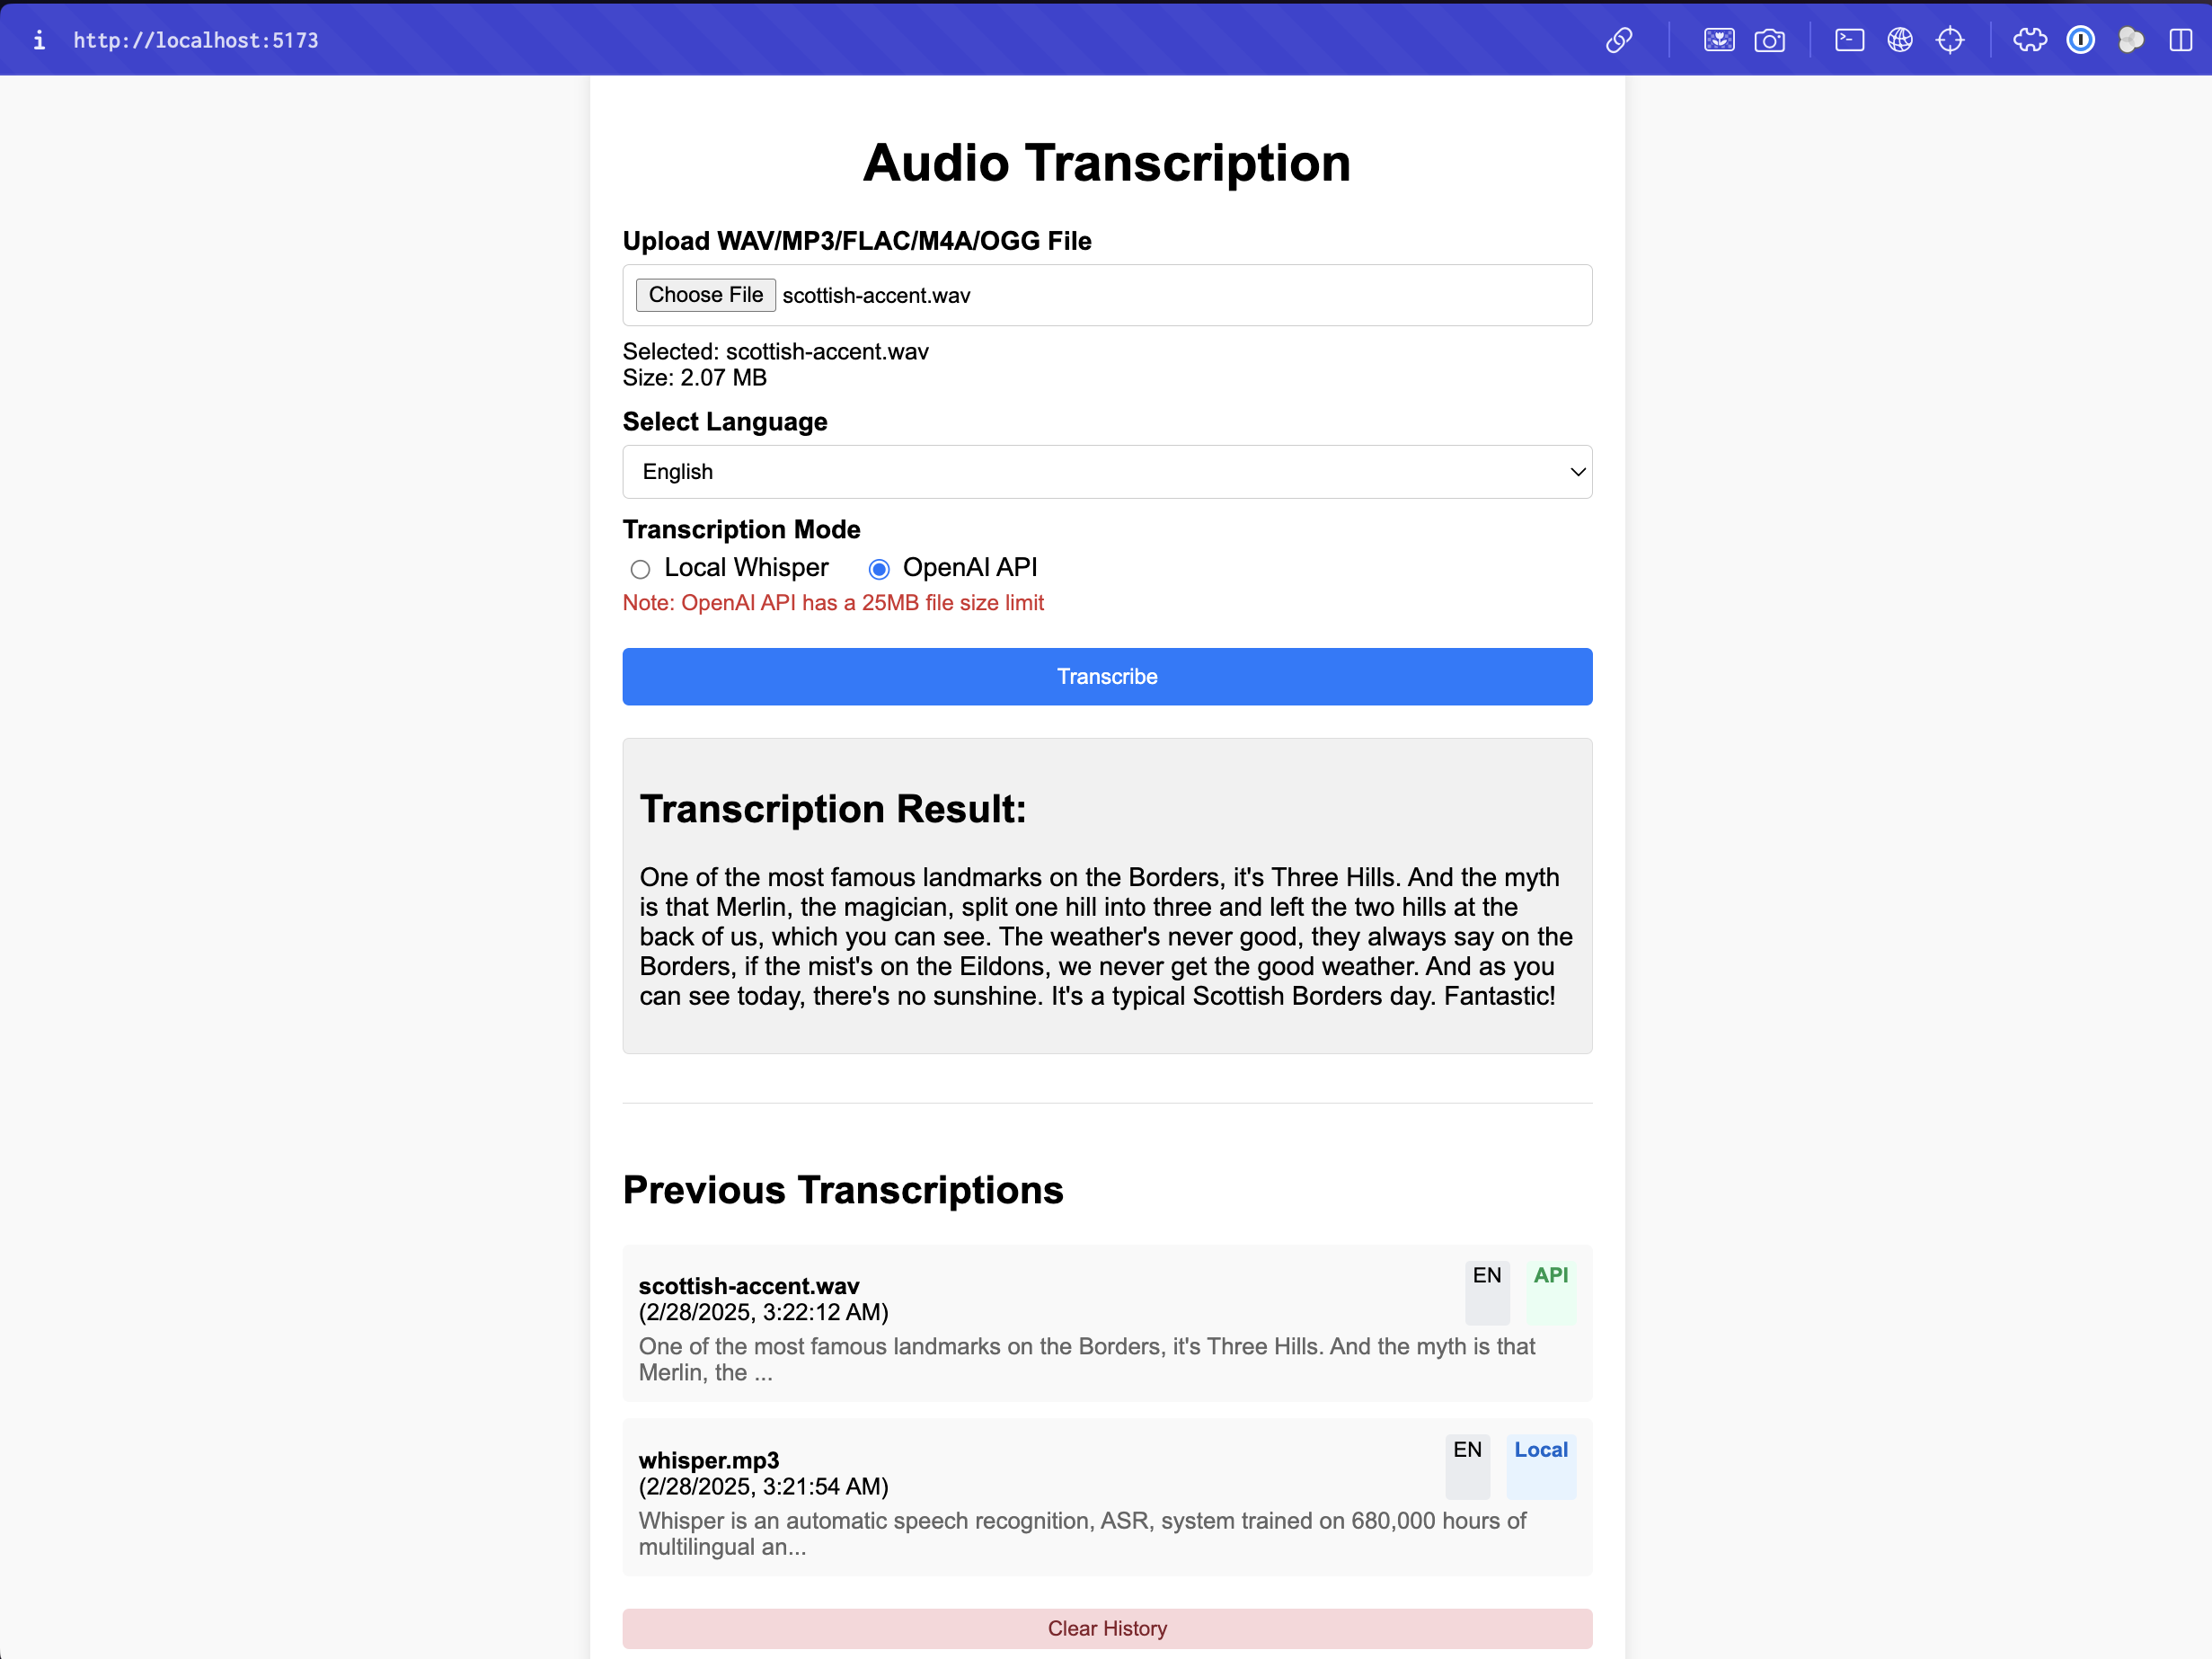 i http://localhost:5173
Audio Transcription
Upload WAV/MP3/FLAC/M4A/OGG File
Choose File scottish-accent.wav
Selected: scottish-accent.wav
Size: 2.07 MB
Select Language
English
Transcription Mode
Local Whisper OpenAI API
Note: OpenAI API has a 25MB file size limit
Transcribe
Transcription Result:
One of the most famous landmarks on the Borders, it's Three Hills. And the myth
is that Merlin, the magician, split one hill into three and left the two hills at the
back of us, which you can see. The weather's never good, they always say on the
Borders, if the mist's on the Eildons, we never get the good weather. And as you
can see today, there's no sunshine. It's a typical Scottish Borders day. Fantastic!
Previous Transcriptions
scottish-accent.wav EN API
(2/28/2025, 3:22:12 AM)
One of the most famous landmarks on the Borders, it's Three Hills. And the myth is that
Merlin, the ...
whisper.mp3 EN Local
(2/28/2025, 3:21:54 AM)
Whisper is an automatic speech recognition, ASR, system trained on 680,000 hours of
multilingual an...
Clear History